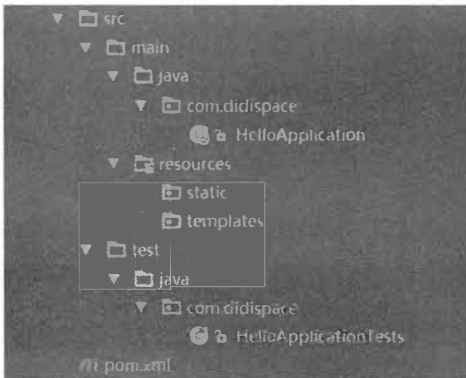 src
main
java
com.didispace
HelloApplication
resources
static
templates
test
java
com.didispace
HelloApplicationTests
pom.xml